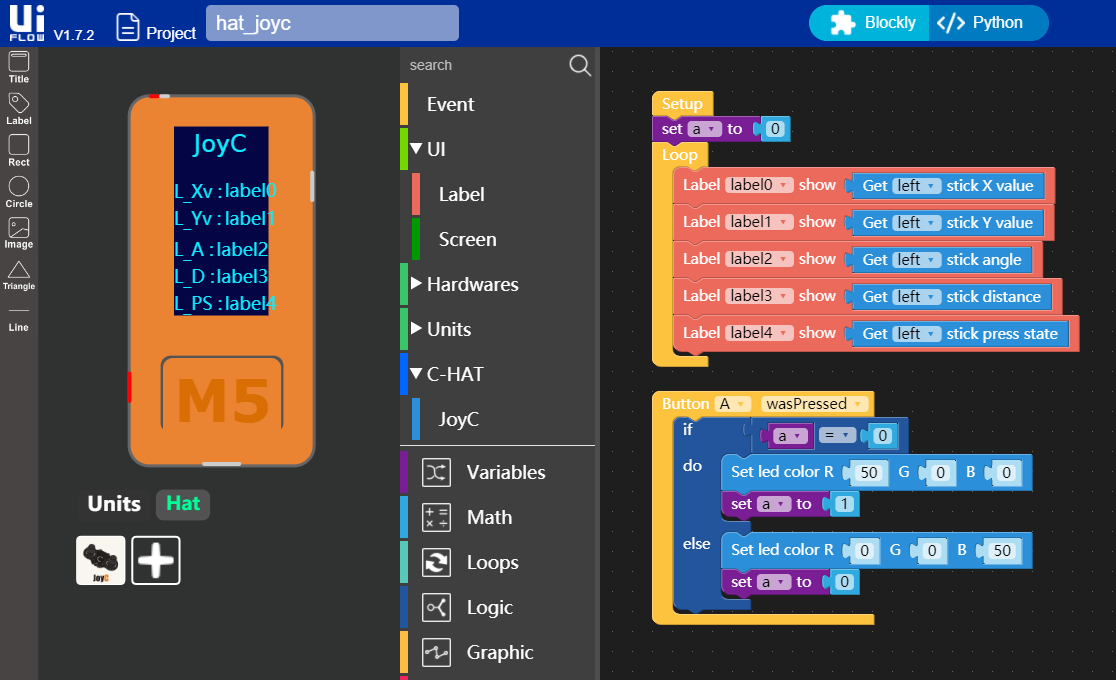 Ui
FLOW
V1.7.2
Project
hat_joyc
Blockly
</> Python
Title
Label
Rect
Circle
Image
Triangle
Line
JoyC
L_Xv : label0
L_Yv : label1
L_A : label2
L_D : label3
L_PS : label4
M5
Units
Hat
JoyC
search
Event
UI
Label
Screen
Hardwares
Units
C-HAT
JoyC
Variables
Math
Loops
Logic
Graphic
Setup
set a to 0
Loop
Label label0 show Get left stick X value
Label label1 show Get left stick Y value
Label label2 show Get left stick angle
Label label3 show Get left stick distance
Label label4 show Get left stick press state
Button A wasPressed
if a = 0
do Set led color R 50 G 0 B 0
set a to 1
else Set led color R 0 G 0 B 50
set a to 0